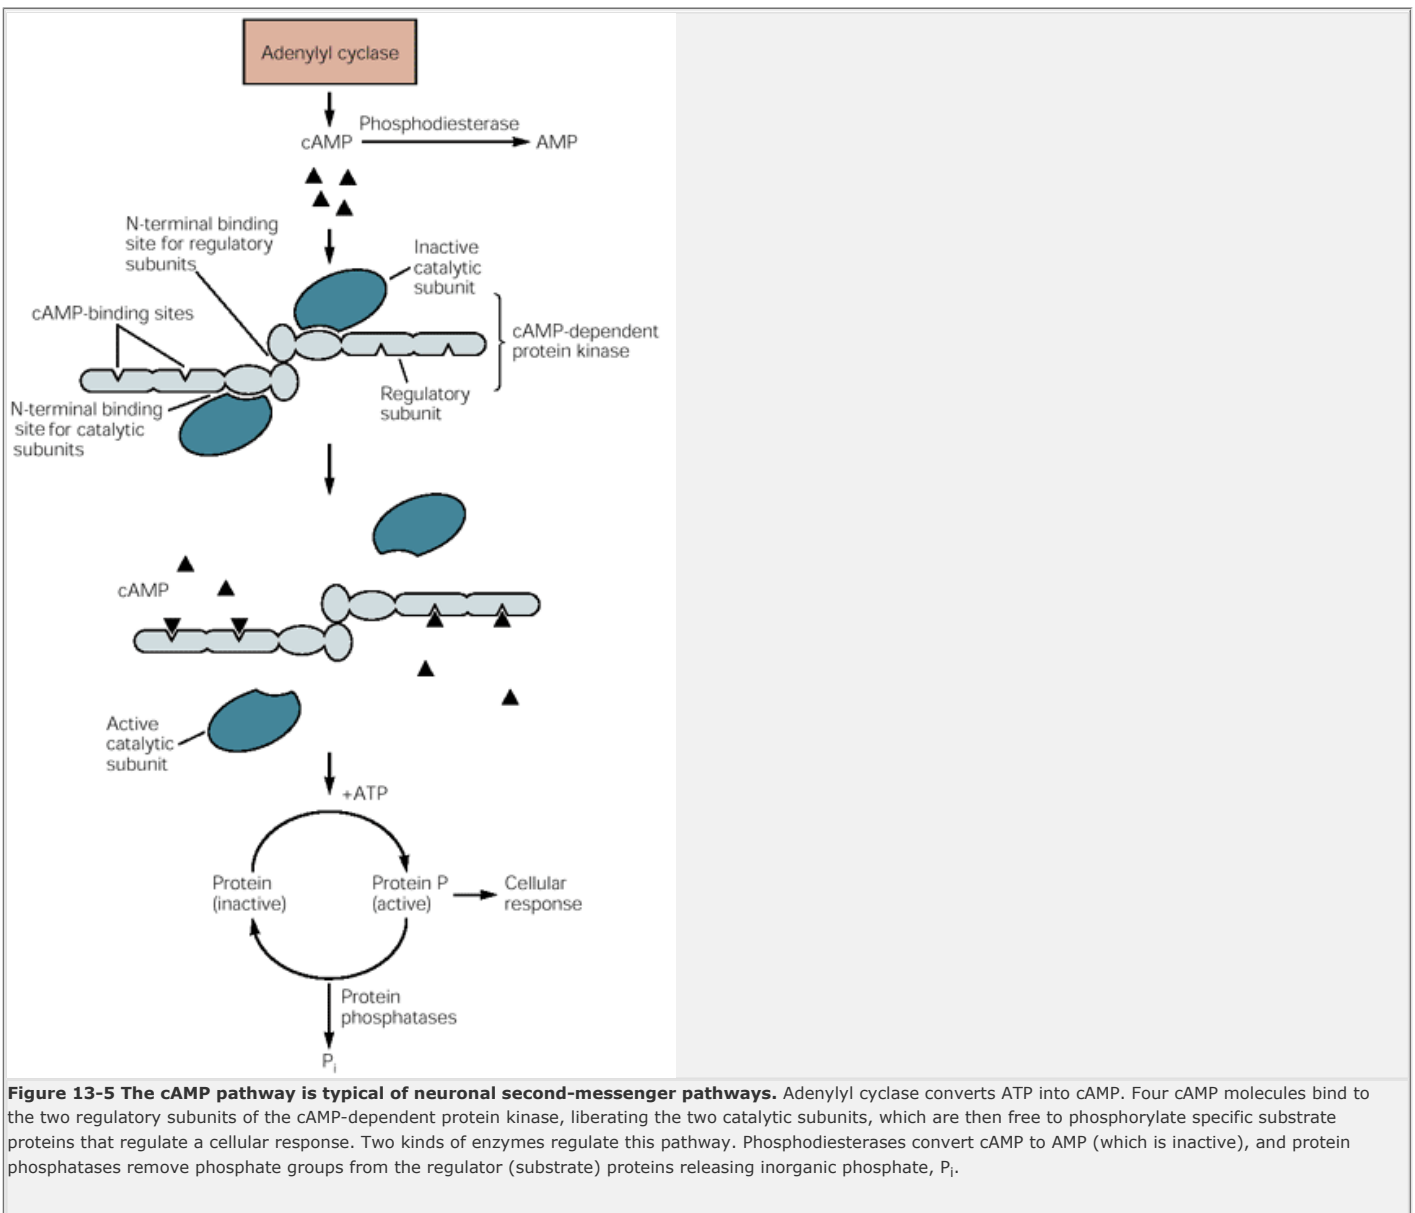 Adenylyl cyclase
Phosphodiesterase
cAMP
AMP
N-terminal binding
site for regulatory
subunits
Inactive
catalytic
subunit
cAMP-binding sites
cAMP-dependent
protein kinase
Regulatory
subunit
N-terminal binding
site for catalytic
subunits
cAMP
Active
catalytic
subunit
+ATP
Protein
(inactive)
Protein P
(active)
Cellular
response
Protein
phosphatases
Pi
Figure 13-5 The cAMP pathway is typical of neuronal second-messenger pathways. Adenylyl cyclase converts ATP into cAMP. Four cAMP molecules bind to
the two regulatory subunits of the cAMP-dependent protein kinase, liberating the two catalytic subunits, which are then free to phosphorylate specific substrate
proteins that regulate a cellular response. Two kinds of enzymes regulate this pathway. Phosphodiesterases convert cAMP to AMP (which is inactive), and protein
phosphatases remove phosphate groups from the regulator (substrate) proteins releasing inorganic phosphate, Pi.